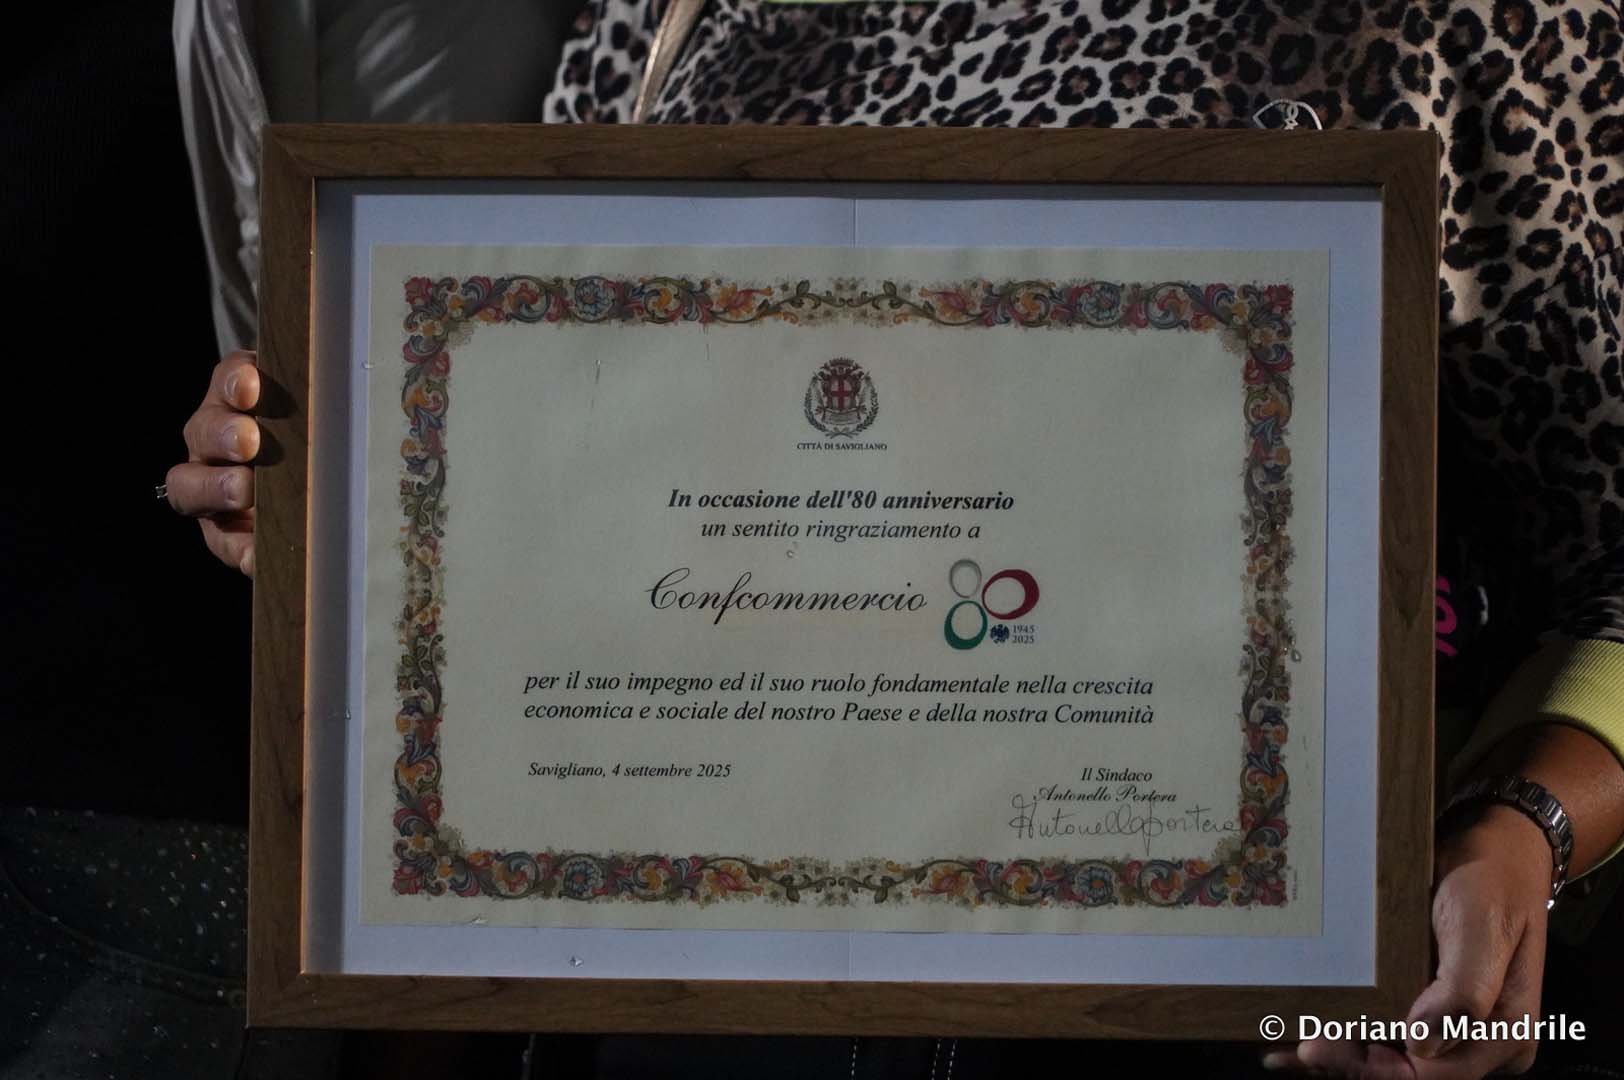 CITTÀ DI SAVIGLIANO
In occasione dell'80 anniversario
un sentito ringraziamento a
Confcommercio
1945
2025
per il suo impegno ed il suo ruolo fondamentale nella crescita
economica e sociale del nostro Paese e della nostra Comunità
Savigliano, 4 settembre 2025
Il Sindaco
Antonello Portera
Antonello Portera
© Doriano Mandrile